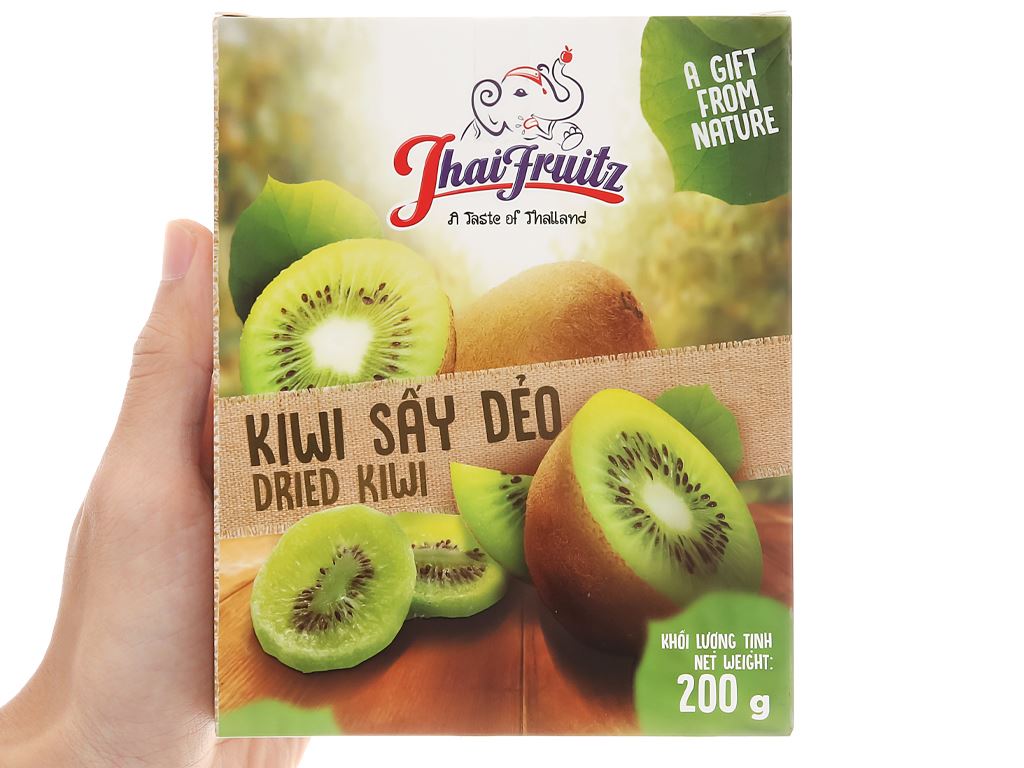 A GIFT
FROM
NATURE
ThaiFruitz
A Taste of Thailand
KIWI SẤY DẺO
DRIED KIWI
KHỐI LƯỢNG TỊNH
NET WEIGHT:
200 g